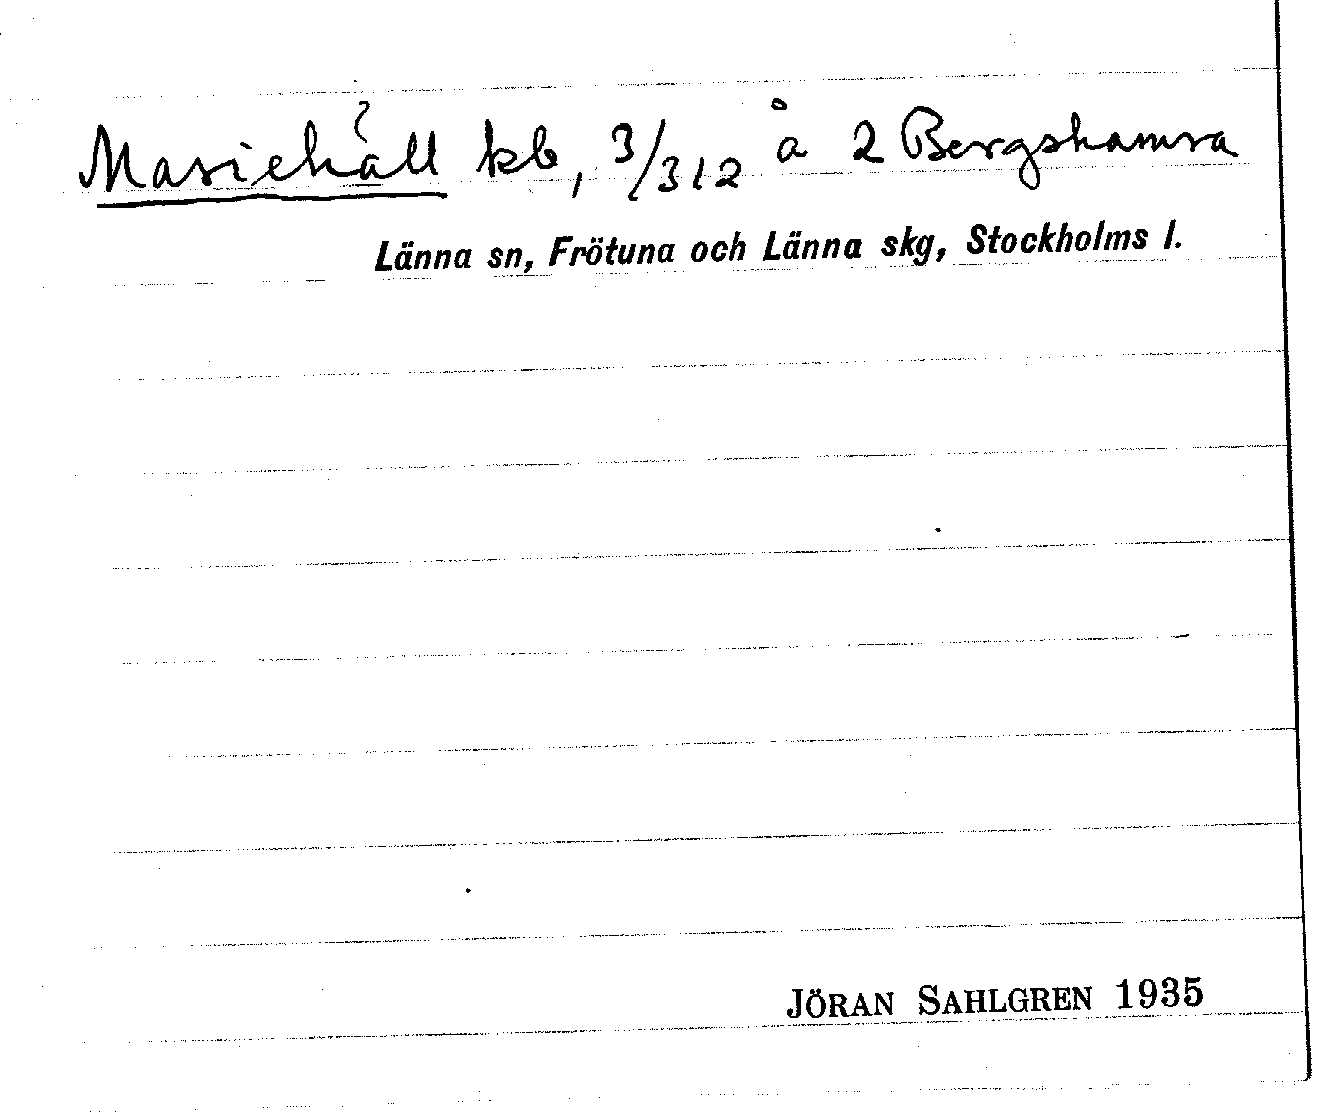 Mariehäll kb, 3/312 å 2 Bergshamra
Länna sn, Frötuna och Länna skg, Stockholms l.
JÖRAN SAHLGREN 1935